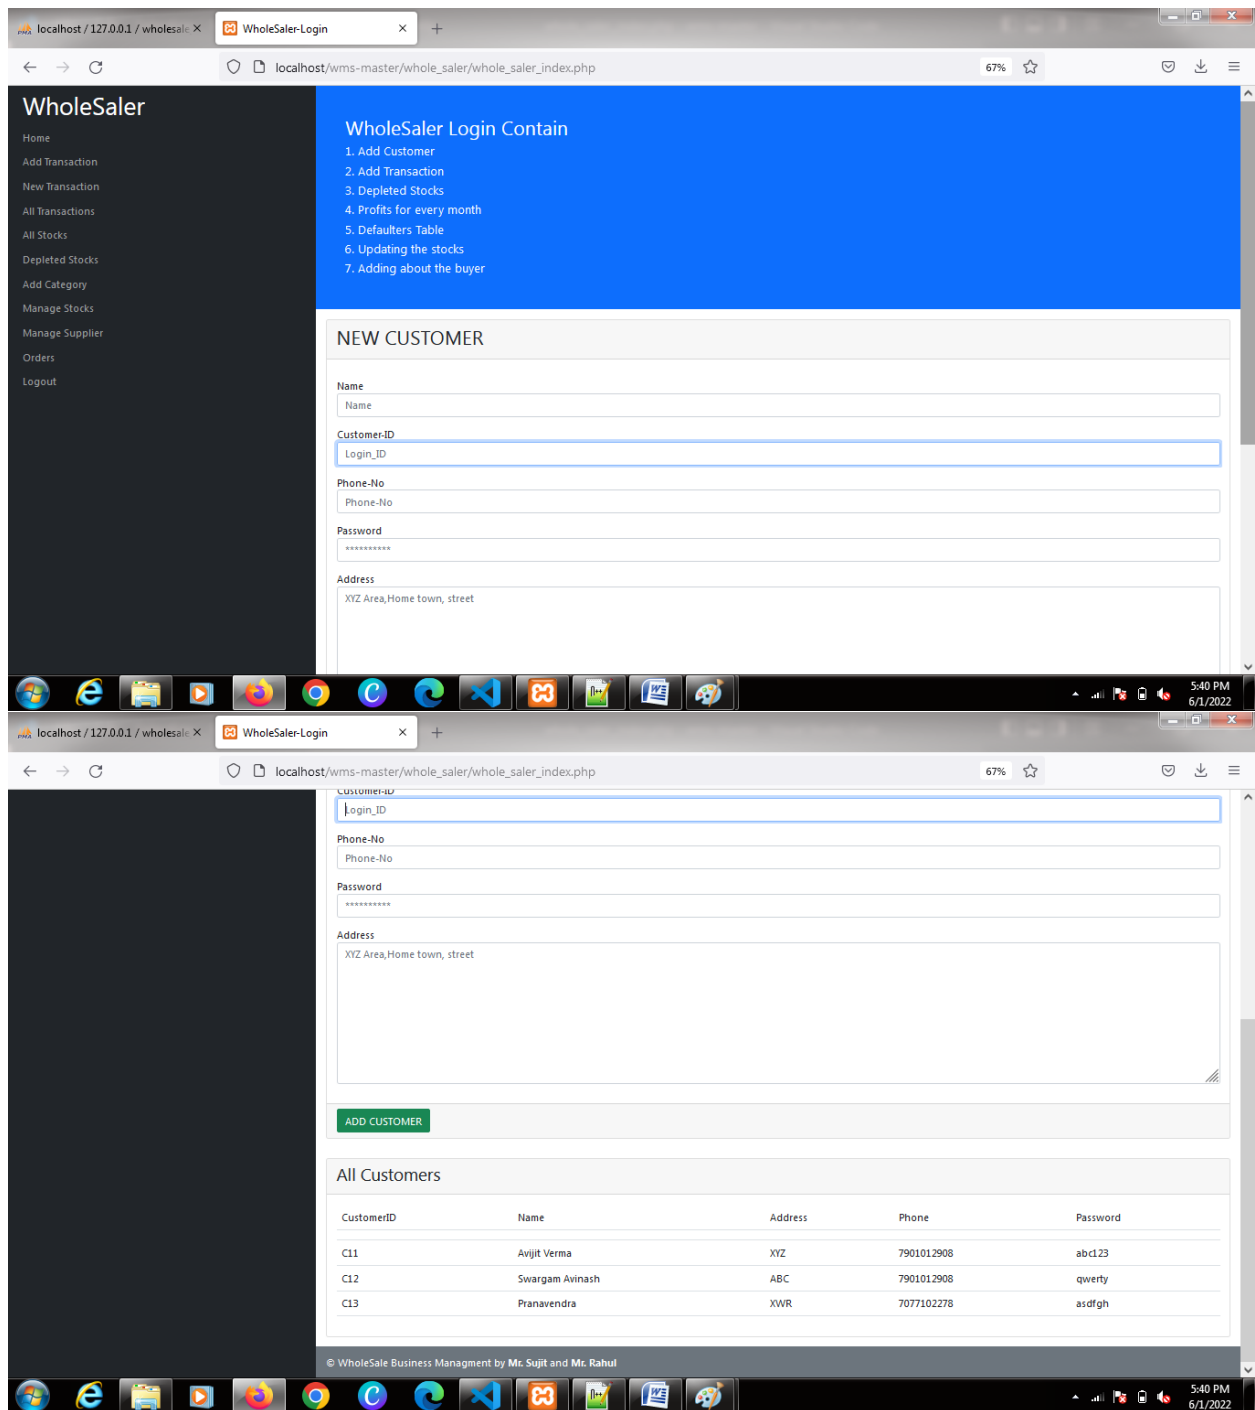 localhost / 127.0.0.1 / wholesale
WholeSaler-Login
localhost/wms-master/whole_saler/whole_saler_index.php
67%
WholeSaler
Home
Add Transaction
New Transaction
All Transactions
All Stocks
Depleted Stocks
Add Category
Manage Stocks
Manage Supplier
Orders
Logout
WholeSaler Login Contain
1. Add Customer
2. Add Transaction
3. Depleted Stocks
4. Profits for every month
5. Defaulters Table
6. Updating the stocks
7. Adding about the buyer
NEW CUSTOMER
Name
Name
Customer-ID
Login_ID
Phone-No
Phone-No
Password
**********
Address
XYZ Area,Home town, street
5:40 PM
6/1/2022
localhost / 127.0.0.1 / wholesale
WholeSaler-Login
localhost/wms-master/whole_saler/whole_saler_index.php
67%
Customer-ID
Login_ID
Phone-No
Phone-No
Password
**********
Address
XYZ Area,Home town, street
ADD CUSTOMER
All Customers
CustomerID Name Address Phone Password
C11 Avijit Verma XYZ 7901012908 abc123
C12 Swargam Avinash ABC 7901012908 qwerty
C13 Pranavendra XWR 7077102278 asdfgh
© WholeSale Business Managment by Mr. Sujit and Mr. Rahul
5:40 PM
6/1/2022